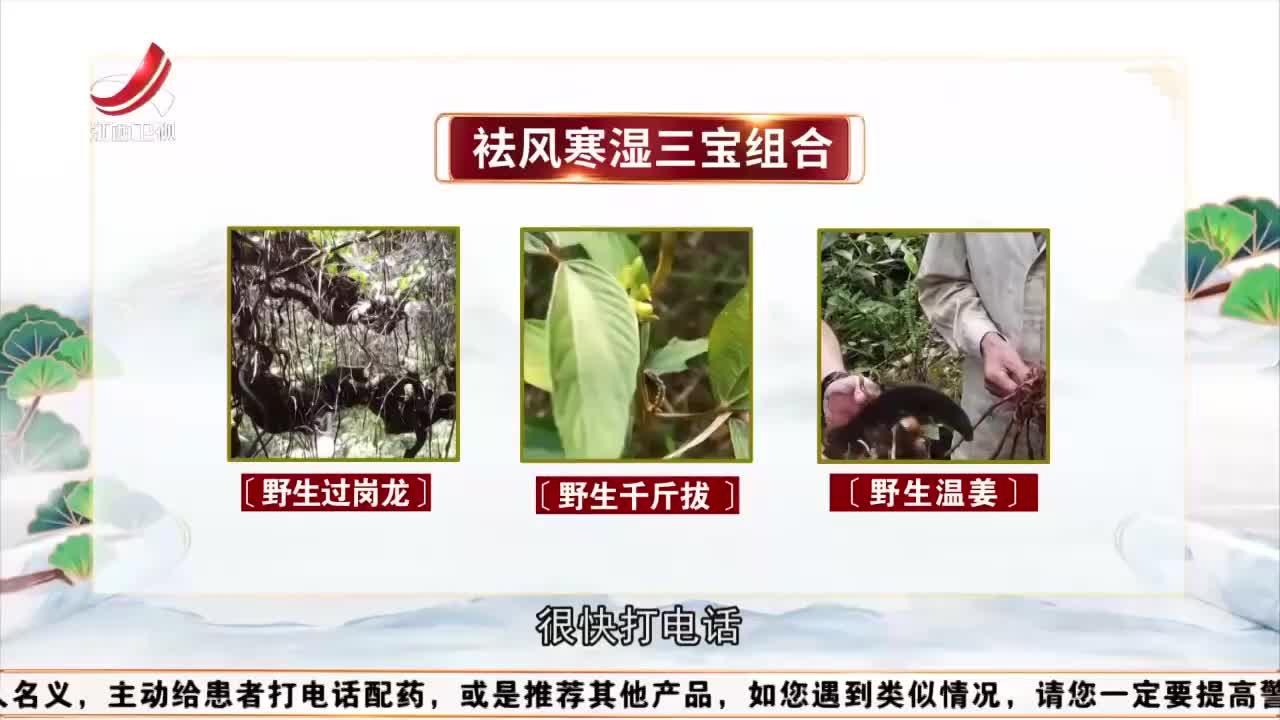 江西卫视
祛风寒湿三宝组合
〔野生过岗龙〕
〔野生千斤拔〕
〔野生温姜〕
很快打电话
人名义，主动给患者打电话配药，或是推荐其他产品，如您遇到类似情况，请您一定要提高警